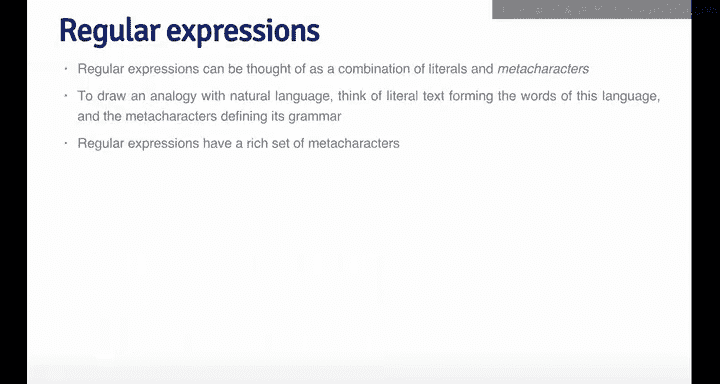 Regular expressions
· Regular expressions can be thought of as a combination of literals and metacharacters
· To draw an analogy with natural language, think of literal text forming the words of this language,
and the metacharacters defining its grammar
· Regular expressions have a rich set of metacharacters